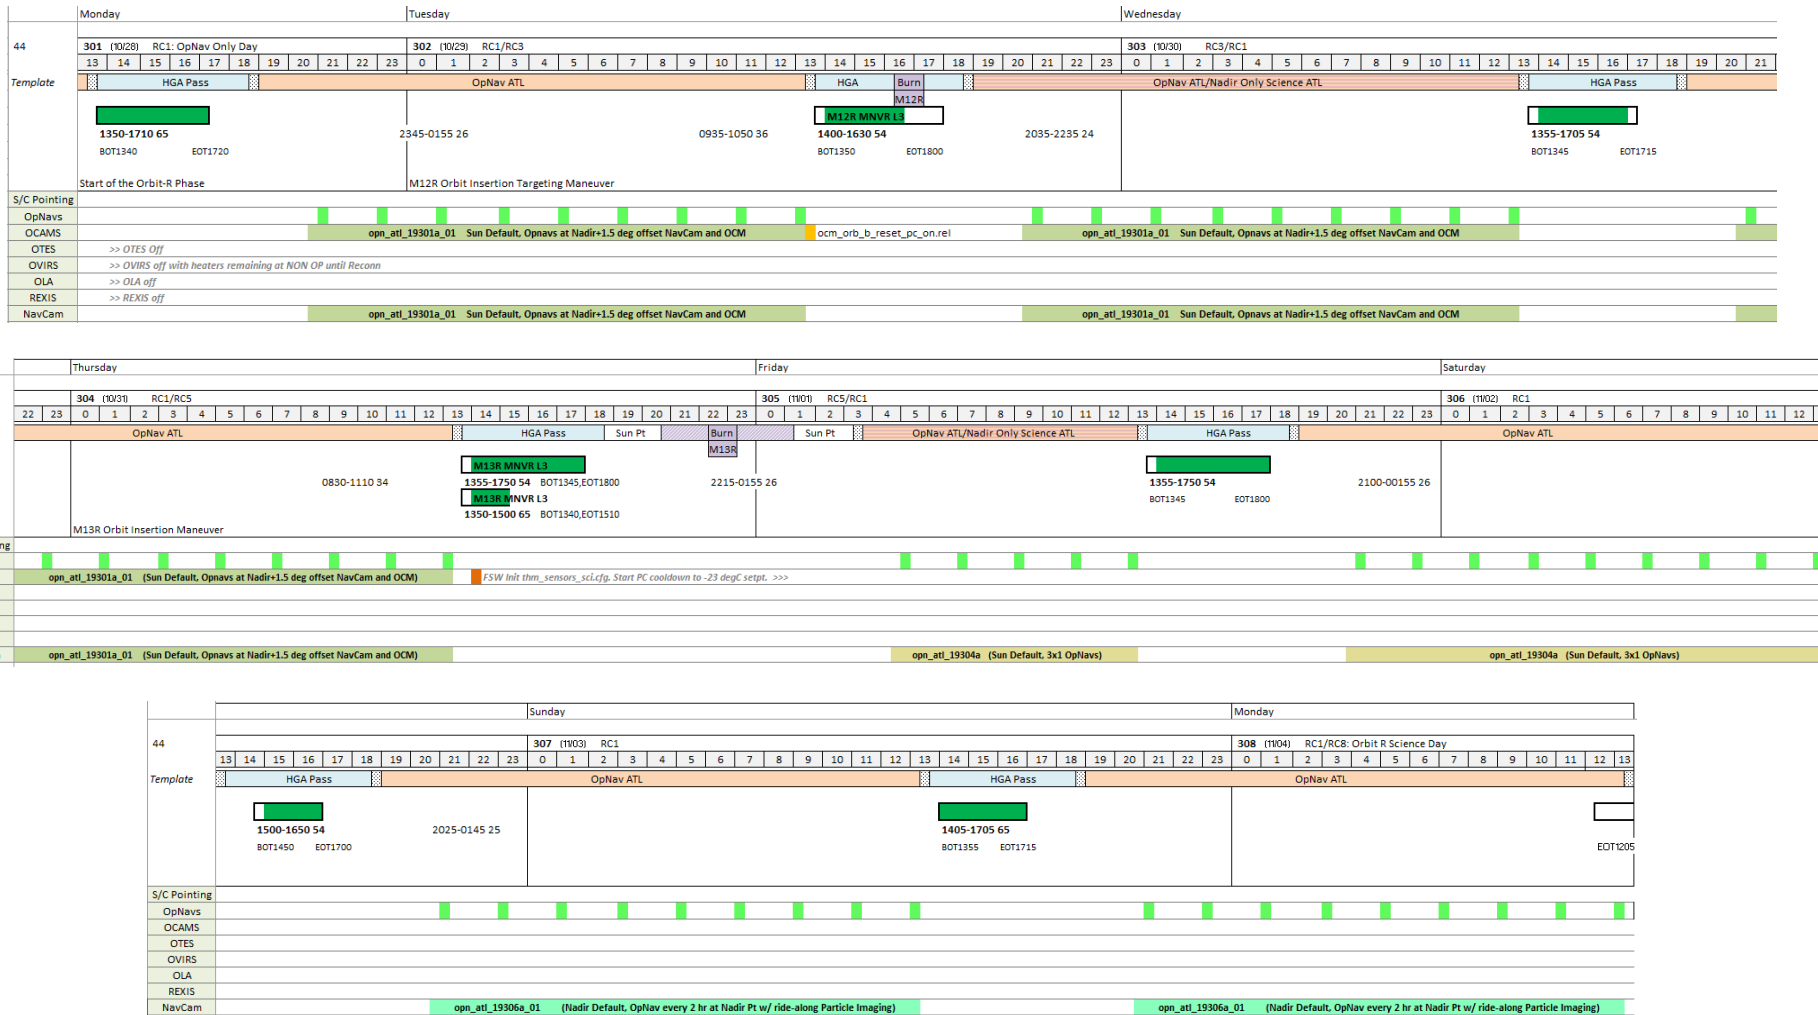 Monday Tuesday Wednesday
44 301 (10/28) RC1: OpNav Only Day 302 (10/29) RC1/RC3 303 (10/30) RC3/RC1
13 14 15 16 17 18 19 20 21 22 23 0 1 2 3 4 5 6 7 8 9 10 11 12 13 14 15 16 17 18 19 20 21 22 23 0 1 2 3 4 5 6 7 8 9 10 11 12 13 14 15 16 17 18 19 20 21
Template HGA Pass OpNav ATL HGA Burn OpNav ATL/Nadir Only Science ATL HGA Pass
M12R
M12R MNVR L3
1350-1710 65 2345-0155 26 0935-1050 36 1400-1630 54 2035-2235 24 1355-1705 54
BOT1340 EOT1720 BOT1350 EOT1800 BOT1345 EOT1715
Start of the Orbit-R Phase M12R Orbit Insertion Targeting Maneuver
S/C Pointing
OpNavs
OCAMS opn_atl_19301a_01 Sun Default, Opnavs at Nadir+1.5 deg offset NavCam and OCM ocm_orb_b_reset_pc_on.rel opn_atl_19301a_01 Sun Default, Opnavs at Nadir+1.5 deg offset NavCam and OCM
OTES >> OTES Off
OVIRS >> OVIRS off with heaters remaining at NON OP until Reconn
OLA >> OLA off
REXIS >> REXIS off
NavCam opn_atl_19301a_01 Sun Default, Opnavs at Nadir+1.5 deg offset NavCam and OCM opn_atl_19301a_01 Sun Default, Opnavs at Nadir+1.5 deg offset NavCam and OCM
Thursday Friday Saturday
304 (10/31) RC1/RC5 305 (11/01) RC5/RC1 306 (11/02) RC1
22 23 0 1 2 3 4 5 6 7 8 9 10 11 12 13 14 15 16 17 18 19 20 21 22 23 0 1 2 3 4 5 6 7 8 9 10 11 12 13 14 15 16 17 18 19 20 21 22 23 0 1 2 3 4 5 6 7 8 9 10 11 12
OpNav ATL HGA Pass Sun Pt Burn Sun Pt OpNav ATL/Nadir Only Science ATL HGA Pass OpNav ATL
M13R
M13R MNVR L3
0830-1110 34 1355-1750 54 BOT1345,EOT1800 2215-0155 26 1355-1750 54 2100-00155 26
M13R MNVR L3 BOT1345 EOT1800
1350-1500 65 BOT1340,EOT1510
M13R Orbit Insertion Maneuver
ng
opn_atl_19301a_01 (Sun Default, Opnavs at Nadir+1.5 deg offset NavCam and OCM) FSW Init thm_sensors_sci.cfg. Start PC cooldown to -23 degC setpt. >>>
opn_atl_19301a_01 (Sun Default, Opnavs at Nadir+1.5 deg offset NavCam and OCM) opn_atl_19304a (Sun Default, 3x1 OpNavs) opn_atl_19304a (Sun Default, 3x1 OpNavs)
Sunday Monday
44 307 (11/03) RC1 308 (11/04) RC1/RC8: Orbit R Science Day
13 14 15 16 17 18 19 20 21 22 23 0 1 2 3 4 5 6 7 8 9 10 11 12 13 14 15 16 17 18 19 20 21 22 23 0 1 2 3 4 5 6 7 8 9 10 11 12 13
Template HGA Pass OpNav ATL HGA Pass OpNav ATL
1500-1650 54 2025-0145 25 1405-1705 65
BOT1450 EOT1700 BOT1355 EOT1715 EOT1205
S/C Pointing
OpNavs
OCAMS
OTES
OVIRS
OLA
REXIS
NavCam opn_atl_19306a_01 (Nadir Default, OpNav every 2 hr at Nadir Pt w/ ride-along Particle Imaging) opn_atl_19306a_01 (Nadir Default, OpNav every 2 hr at Nadir Pt w/ ride-along Particle Imaging)